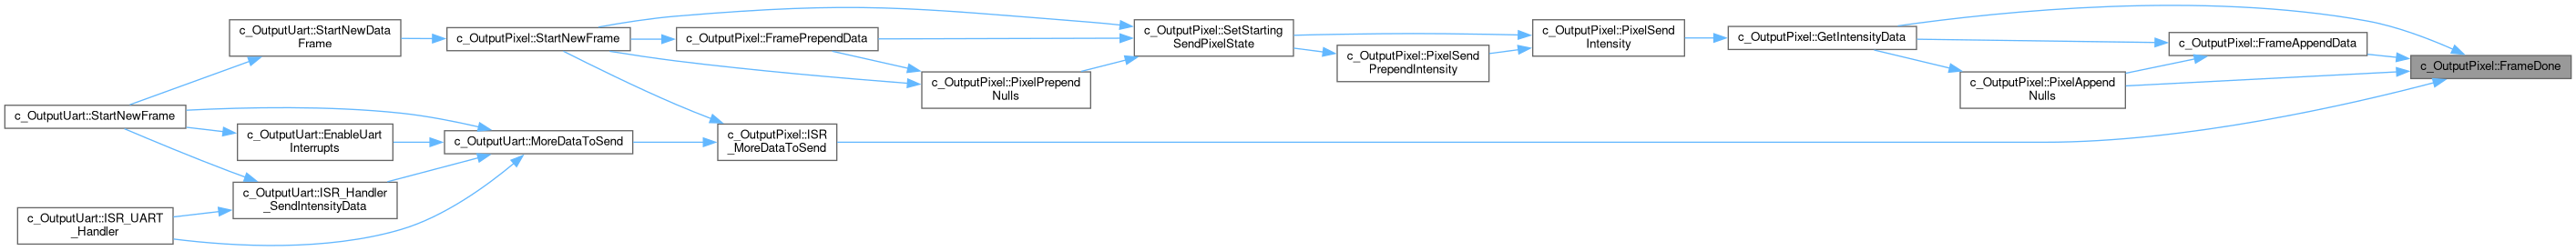 c_OutputUart::StartNewFrame
c_OutputUart::ISR_UART
_Handler
c_OutputUart::StartNewData
Frame
c_OutputUart::EnableUart
Interrupts
c_OutputUart::ISR_Handler
_SendIntensityData
c_OutputPixel::StartNewFrame
c_OutputUart::MoreDataToSend
c_OutputPixel::FramePrependData
c_OutputPixel::ISR
_MoreDataToSend
c_OutputPixel::PixelPrepend
Nulls
c_OutputPixel::SetStarting
SendPixelState
c_OutputPixel::PixelSend
PrependIntensity
c_OutputPixel::PixelSend
Intensity
c_OutputPixel::GetIntensityData
c_OutputPixel::PixelAppend
Nulls
c_OutputPixel::FrameAppendData
c_OutputPixel::FrameDone